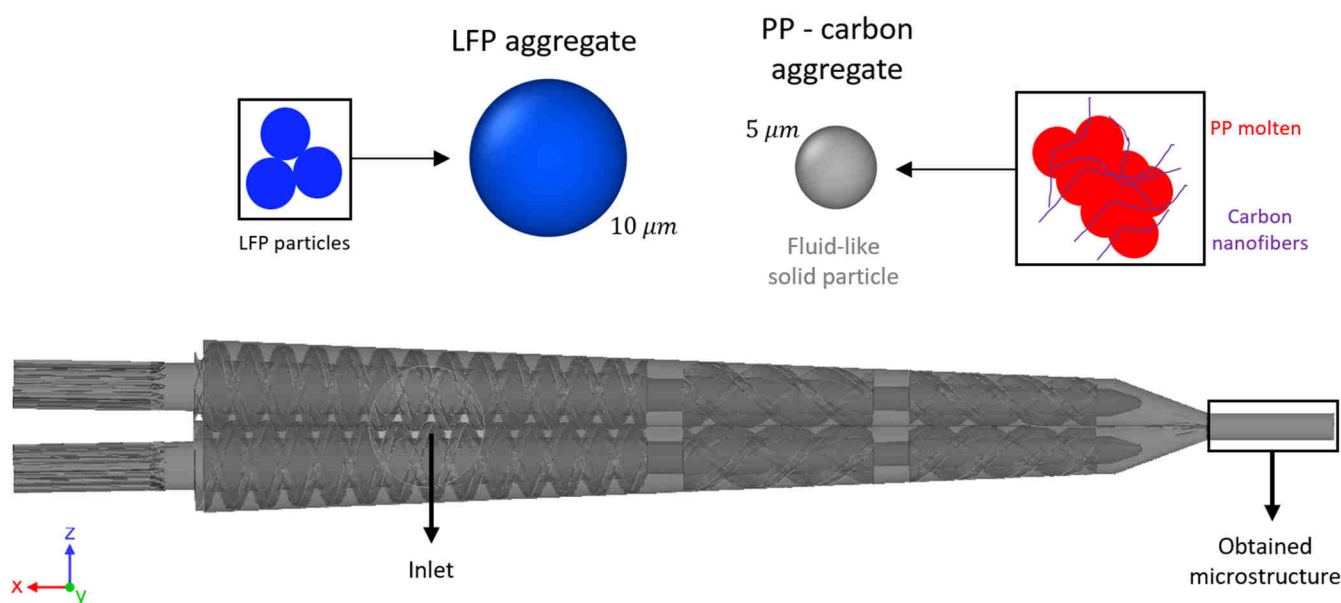 LFP aggregate
PP - carbon
aggregate
LFP particles
10 μm
5 μm
Fluid-like
solid particle
PP molten
Carbon
nanofibers
Inlet
Obtained
microstructure
z
x
y